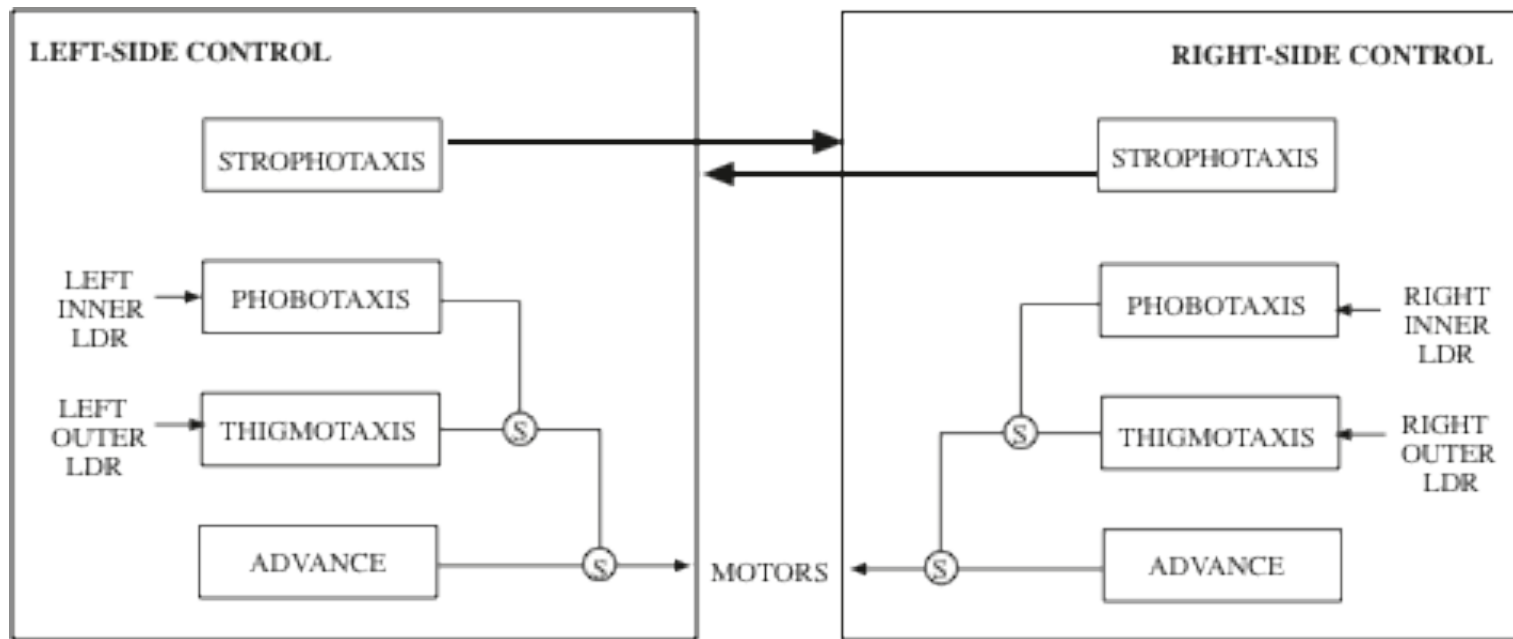 LEFT-SIDE CONTROL
STROPHOTAXIS
LEFT
INNER
LDR
PHOBOTAXIS
S
LEFT
OUTER
LDR
THIGMOTAXIS
ADVANCE
S
MOTORS
RIGHT-SIDE CONTROL
STROPHOTAXIS
PHOBOTAXIS
RIGHT
INNER
LDR
S
THIGMOTAXIS
RIGHT
OUTER
LDR
S
ADVANCE